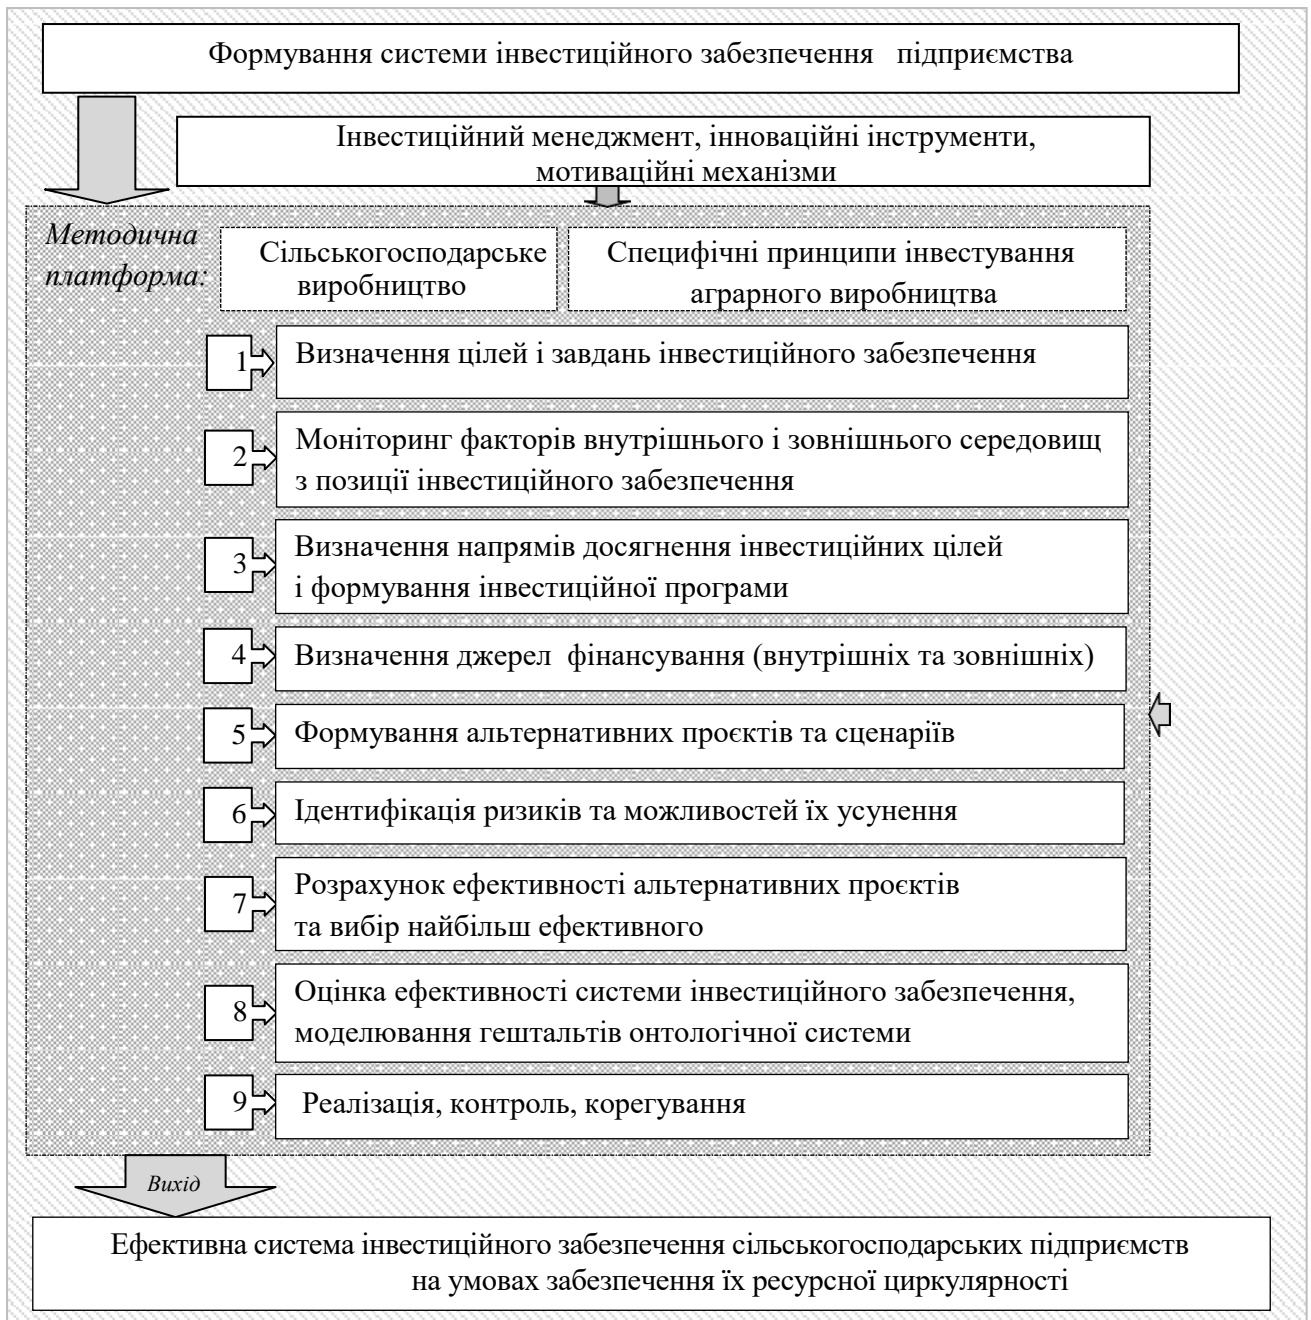 Формування системи інвестиційного забезпечення підприємства
Інвестиційний менеджмент, інноваційні інструменти,
мотиваційні механізми
Методична
платформа:
Сільськогосподарське
виробництво
Специфічні принципи інвестування
аграрного виробництва
1
Визначення цілей і завдань інвестиційного забезпечення
2
Моніторинг факторів внутрішнього і зовнішнього середовищ
з позиції інвестиційного забезпечення
3
Визначення напрямів досягнення інвестиційних цілей
і формування інвестиційної програми
4
Визначення джерел фінансування (внутрішніх та зовнішніх)
5
Формування альтернативних проєктів та сценаріїв
6
Ідентифікація ризиків та можливостей їх усунення
7
Розрахунок ефективності альтернативних проєктів
та вибір найбільш ефективного
8
Оцінка ефективності системи інвестиційного забезпечення,
моделювання гештальтів онтологічної системи
9
Реалізація, контроль, корегування
Вихід
Ефективна система інвестиційного забезпечення сільськогосподарських підприємств
на умовах забезпечення їх ресурсної циркулярності